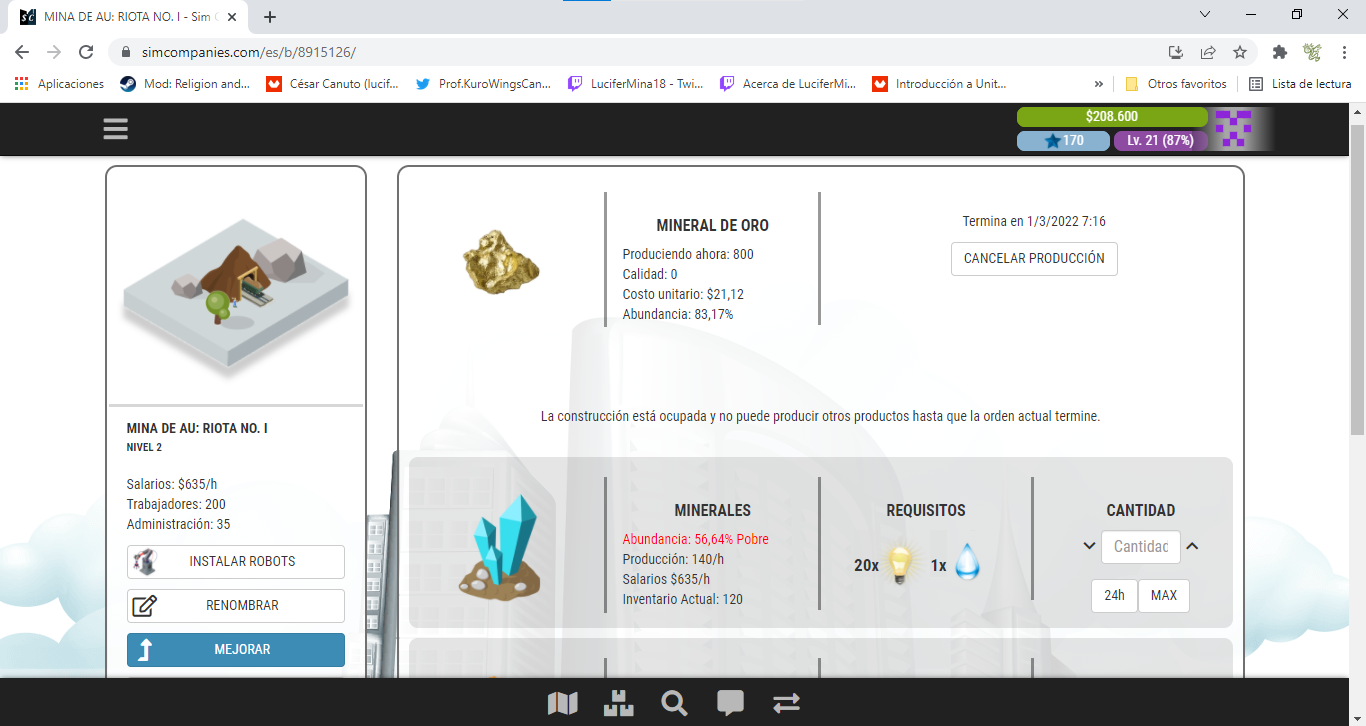 MINA DE AU: RIOTA NO. I - Sim
simcompanies.com/es/b/8915126/
Aplicaciones
Mod: Religion and...
César Canuto (lucif...
Prof.KuroWingsCan...
LuciferMina18 - Twi...
Acerca de LuciferMi...
Introducción a Unit...
»
Otros favoritos
Lista de lectura
$208.600
170
Lv. 21 (87%)
MINA DE AU: RIOTA NO. I
NIVEL 2
Salarios: $635/h
Trabajadores: 200
Administración: 35
INSTALAR ROBOTS
RENOMBRAR
MEJORAR
MINERAL DE ORO
Produciendo ahora: 800
Calidad: 0
Costo unitario: $21,12
Abundancia: 83,17%
Termina en 1/3/2022 7:16
CANCELAR PRODUCCIÓN
La construcción está ocupada y no puede producir otros productos hasta que la orden actual termine.
MINERALES
Abundancia: 56,64% Pobre
Producción: 140/h
Salarios $635/h
Inventario Actual: 120
REQUISITOS
20x
1x
CANTIDAD
Cantidad
24h
MAX